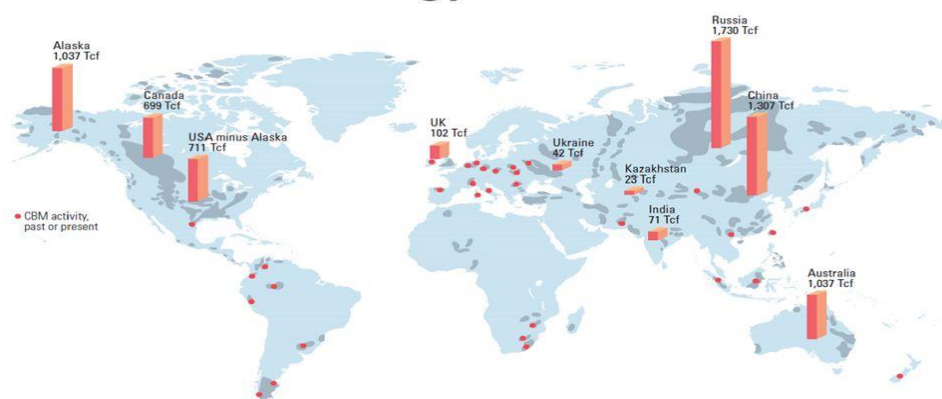 Alaska
1,037 Tcf
Canada
699 Tcf
USA minus Alaska
711 Tcf
CBM activity,
past or present
UK
102 Tcf
Ukraine
42 Tcf
Russia
1,730 Tcf
China
1,307 Tcf
Kazakhstan
23 Tcf
India
71 Tcf
Australia
1,037 Tcf